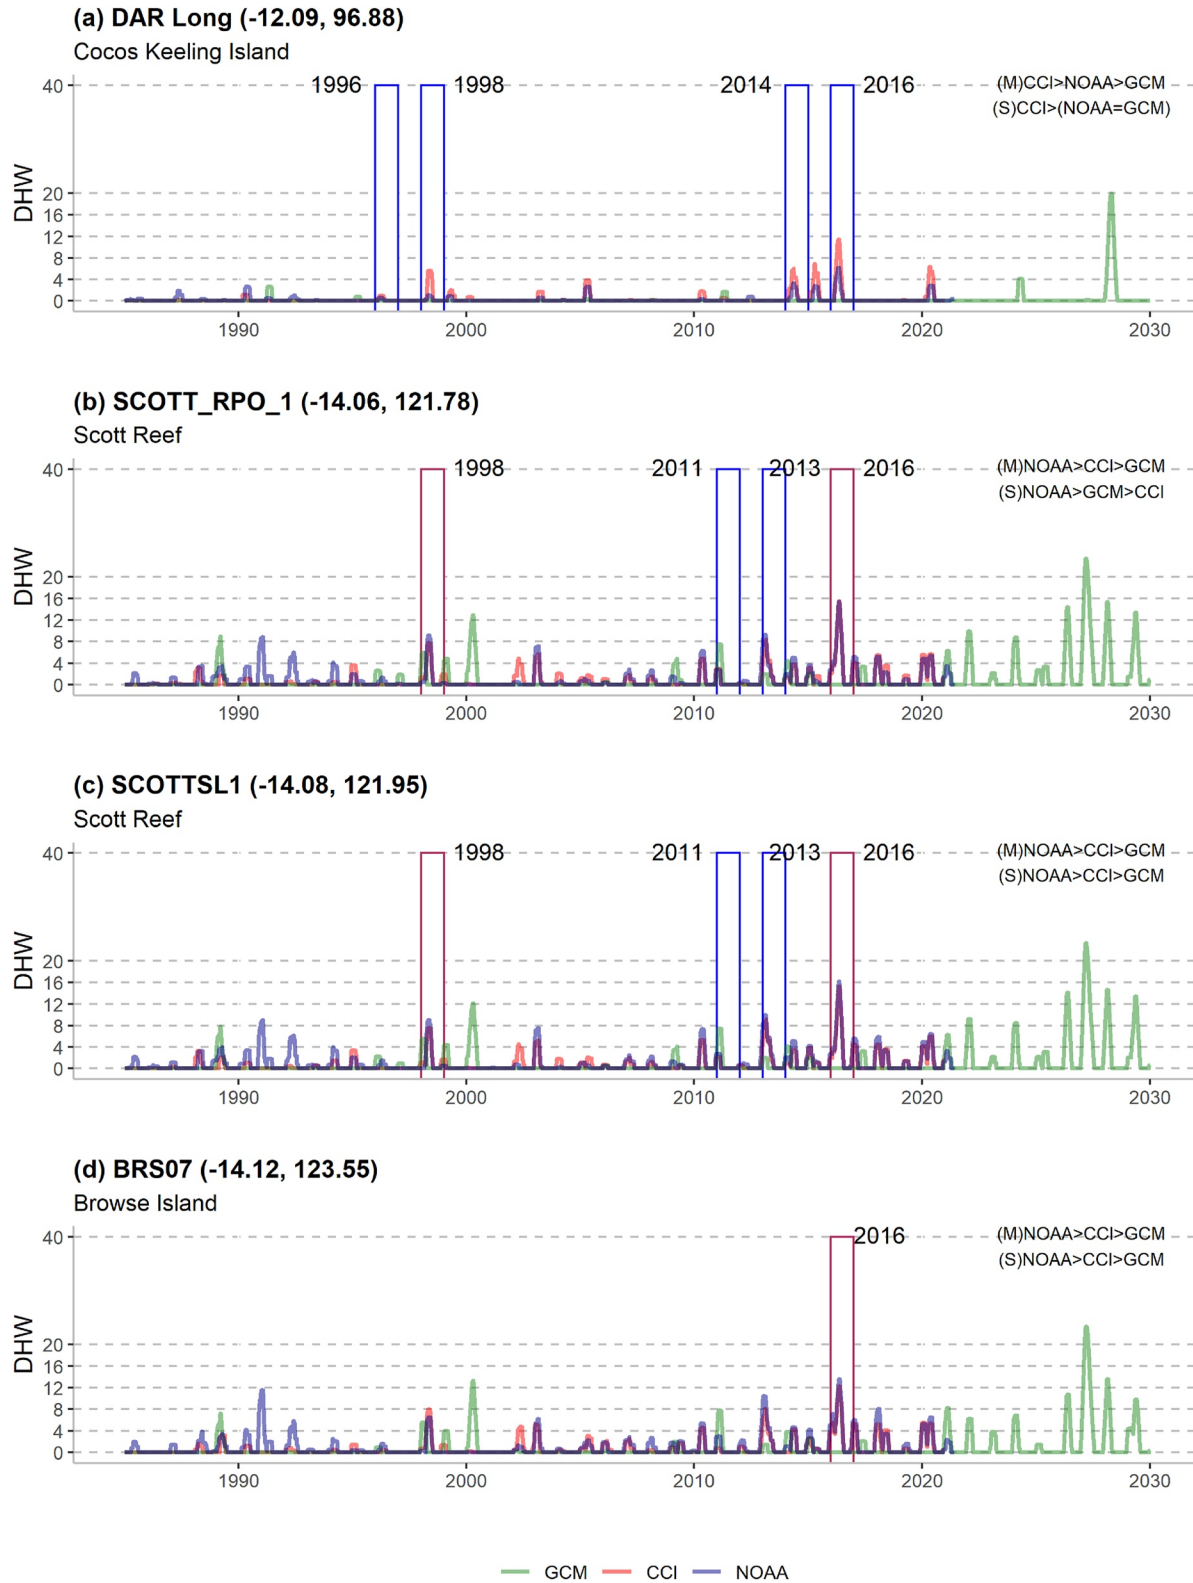 (a) DAR Long (-12.09, 96.88)
Cocos Keeling Island
1996 1998 2014 2016 (M)CCI>NOAA>GCM
(S)CCI>(NOAA=GCM)
DHW
40
20
16
12
8
4
0
1990 2000 2010 2020 2030
(b) SCOTT_RPO_1 (-14.06, 121.78)
Scott Reef
1998 2011 2013 2016 (M)NOAA>CCI>GCM
(S)NOAA>GCM>CCI
DHW
40
20
16
12
8
4
0
1990 2000 2010 2020 2030
(c) SCOTTSL1 (-14.08, 121.95)
Scott Reef
1998 2011 2013 2016 (M)NOAA>CCI>GCM
(S)NOAA>CCI>GCM
DHW
40
20
16
12
8
4
0
1990 2000 2010 2020 2030
(d) BRS07 (-14.12, 123.55)
Browse Island
2016 (M)NOAA>CCI>GCM
(S)NOAA>CCI>GCM
DHW
40
20
16
12
8
4
0
1990 2000 2010 2020 2030
GCM CCI NOAA